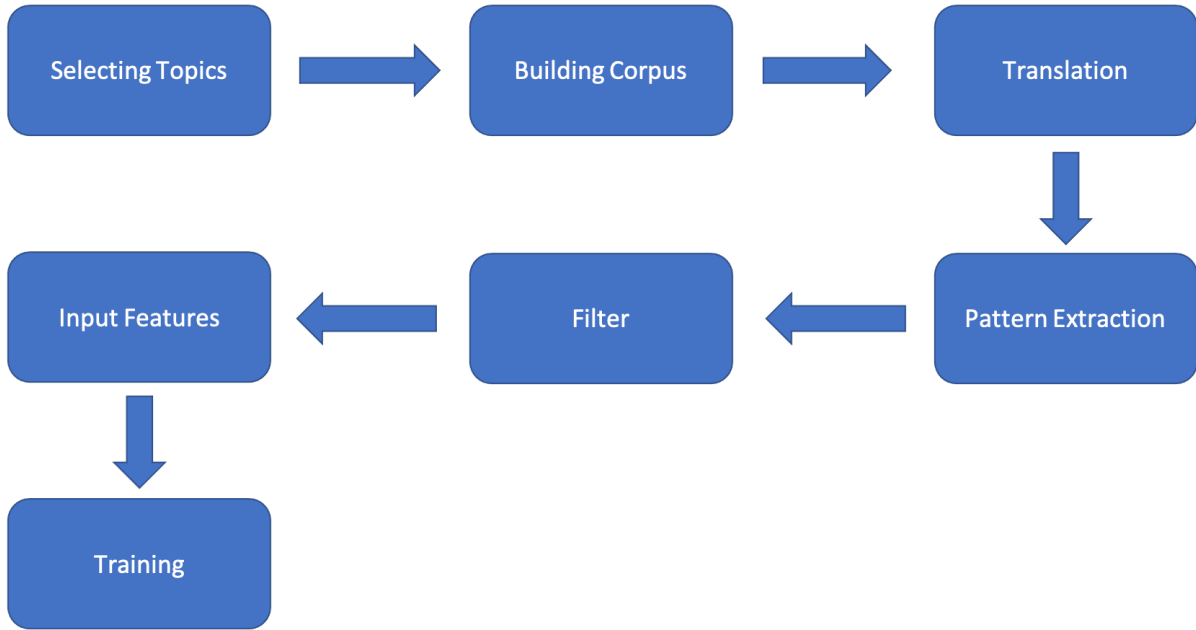 Selecting Topics
Building Corpus
Translation
Pattern Extraction
Filter
Input Features
Training